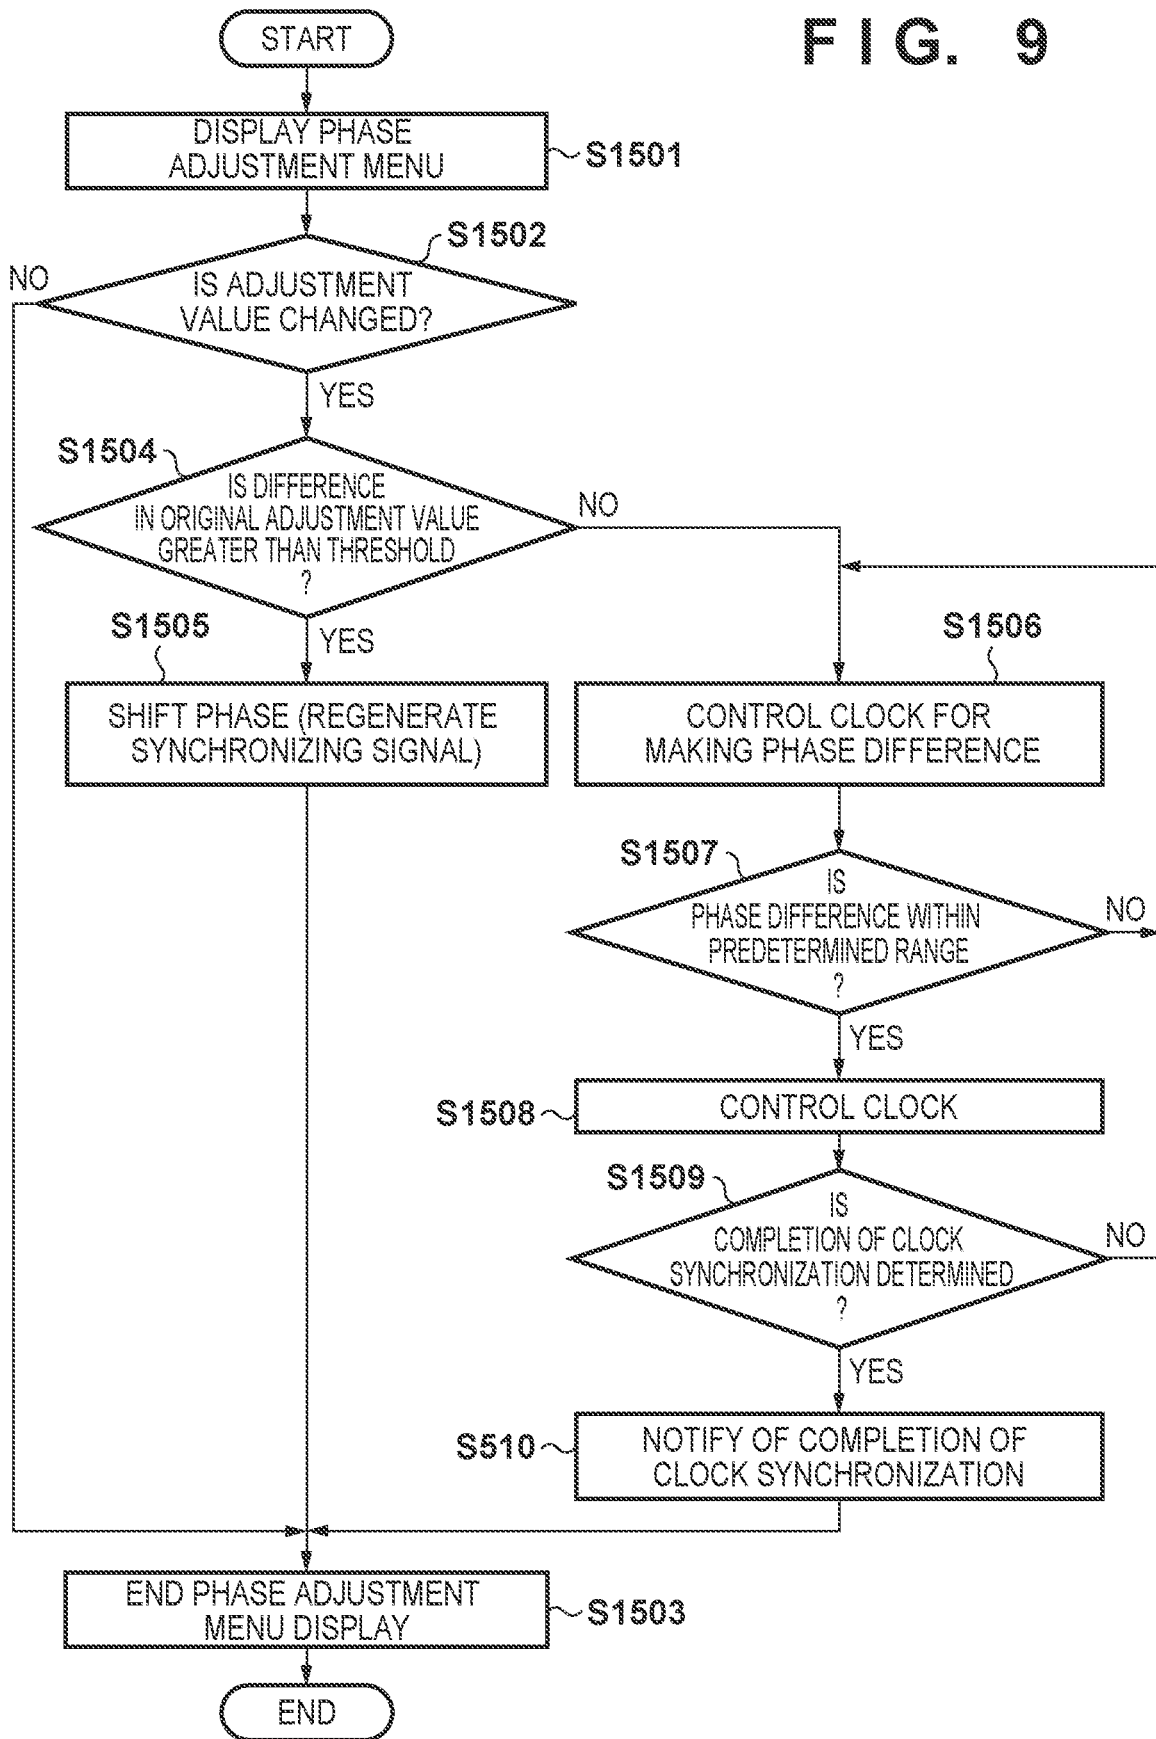 FIG. 9
START
DISPLAY PHASE
ADJUSTMENT MENU
S1501
S1502
NO
IS ADJUSTMENT
VALUE CHANGED?
YES
S1504
IS DIFFERENCE
IN ORIGINAL ADJUSTMENT VALUE
GREATER THAN THRESHOLD
?
NO
YES
S1505
SHIFT PHASE (REGENERATE
SYNCHRONIZING SIGNAL)
S1506
CONTROL CLOCK FOR
MAKING PHASE DIFFERENCE
S1507
IS
PHASE DIFFERENCE WITHIN
PREDETERMINED RANGE
?
NO
YES
S1508
CONTROL CLOCK
S1509
IS
COMPLETION OF CLOCK
SYNCHRONIZATION DETERMINED
?
NO
YES
S510
NOTIFY OF COMPLETION OF
CLOCK SYNCHRONIZATION
END PHASE ADJUSTMENT
MENU DISPLAY
S1503
END